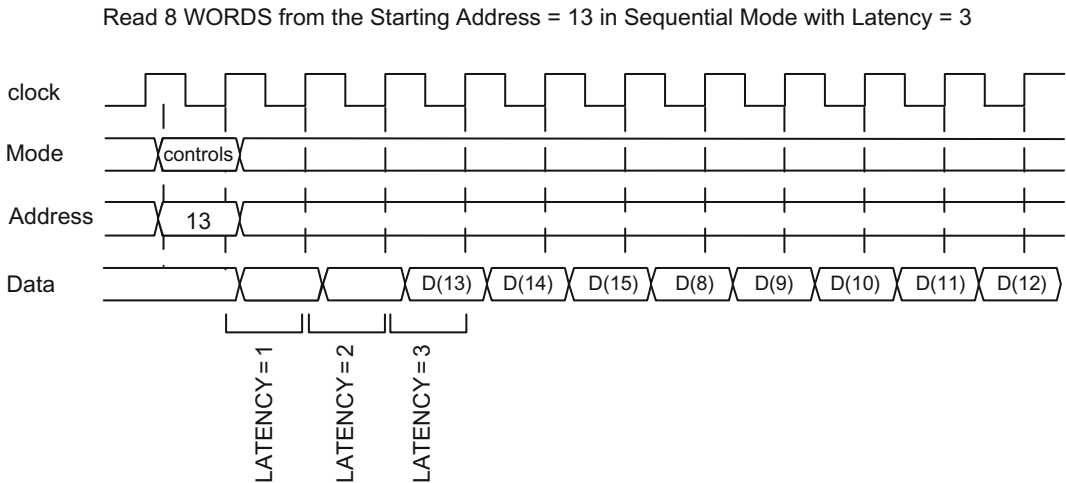 Read 8 WORDS from the Starting Address = 13 in Sequential Mode with Latency = 3
clock
Mode
controls
Address
13
Data
D(13)
D(14)
D(15)
D(8)
D(9)
D(10)
D(11)
D(12)
LATENCY = 1
LATENCY = 2
LATENCY = 3